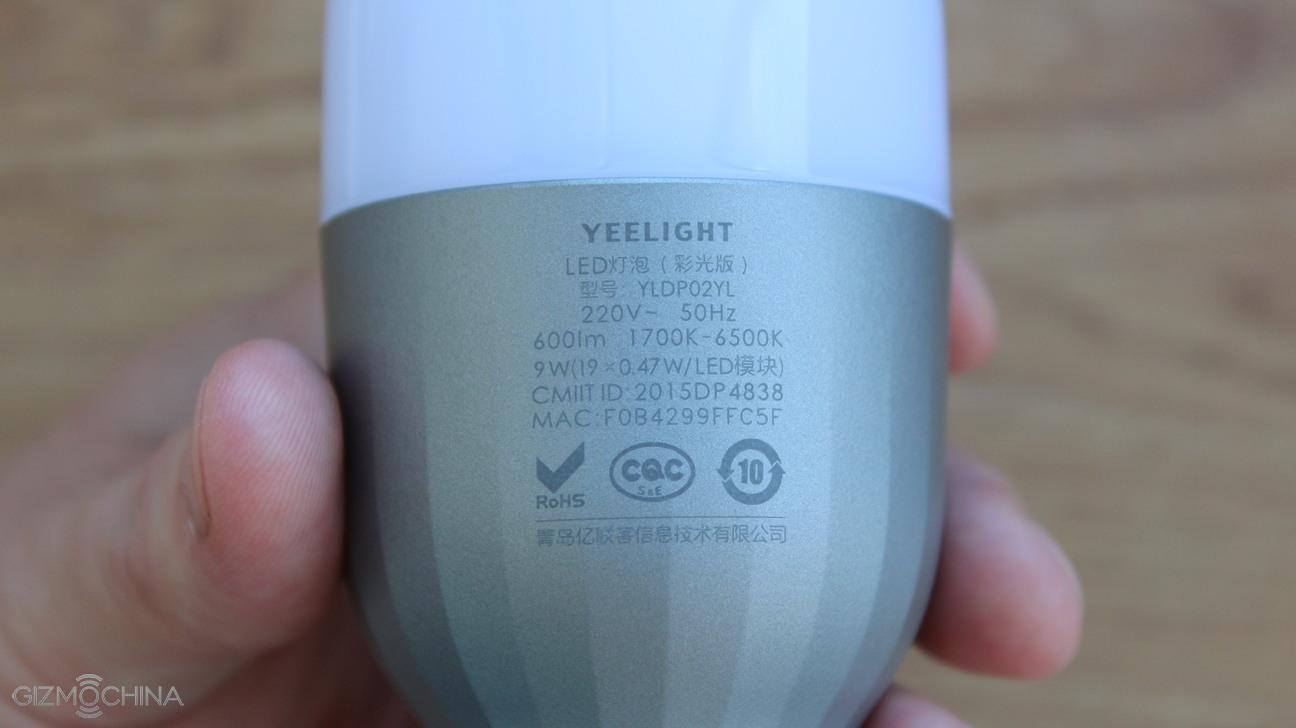 YEELIGHT
LED灯泡（彩光版）
型号 YLDP02YL
220V~ 50Hz
600lm 1700K-6500K
9W(19×0.47W/LED模块)
CMIIT ID: 2015DP4838
MAC:F0B4299FFC5F
RoHS
CQC
S&E
10
青岛亿联客信息技术有限公司
GIZMOCHINA